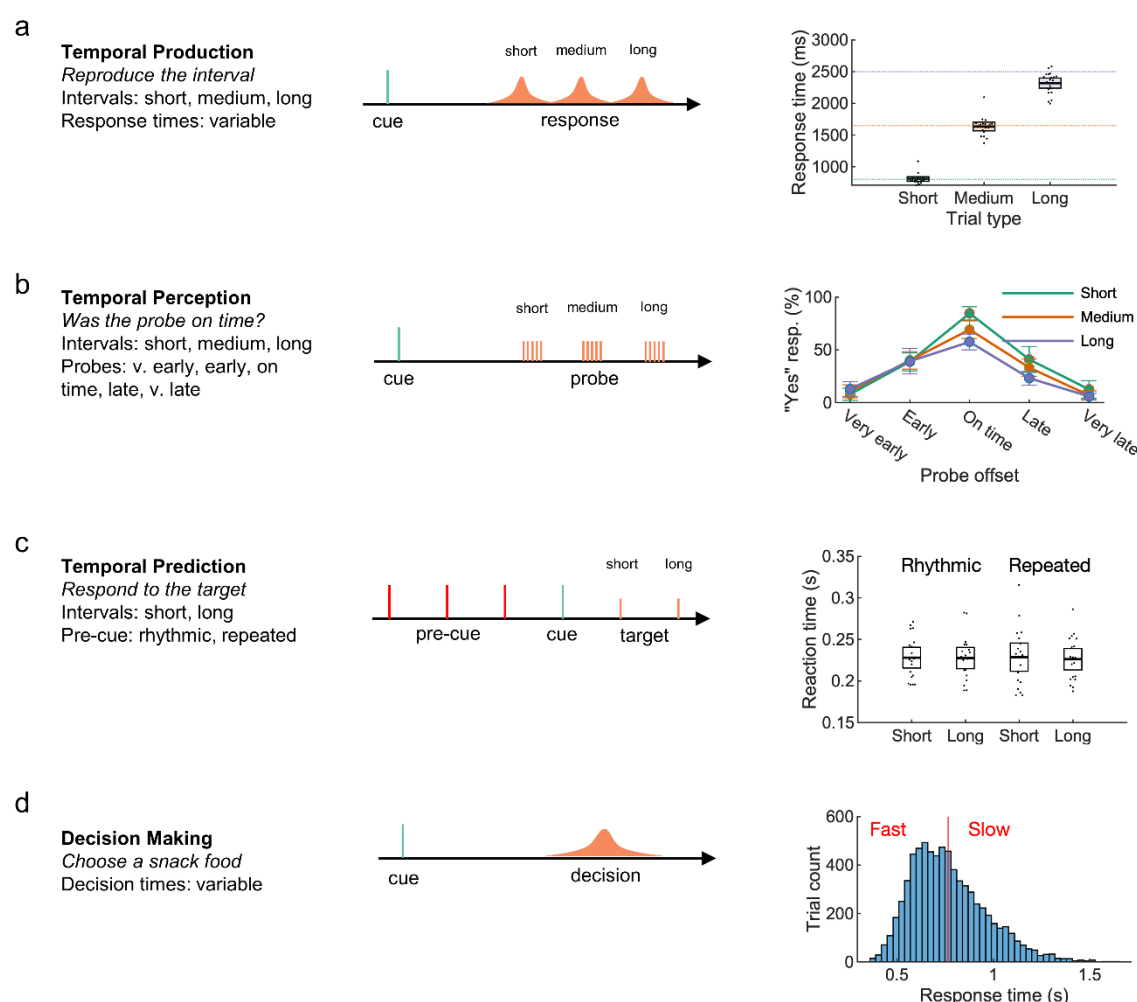 a
Temporal Production
Reproduce the interval
Intervals: short, medium, long
Response times: variable
short medium long
cue response
Response time (ms)
3000
2500
2000
1500
1000
Short Medium Long
Trial type
b
Temporal Perception
Was the probe on time?
Intervals: short, medium, long
Probes: v. early, early, on
time, late, v. late
short medium long
cue probe
"Yes" resp. (%)
100
50
0
Short
Medium
Long
Very early Early On time Late Very late
Probe offset
c
Temporal Prediction
Respond to the target
Intervals: short, long
Pre-cue: rhythmic, repeated
short long
pre-cue cue target
Reaction time (s)
0.35
0.3
0.25
0.2
0.15
Rhythmic Repeated
Short Long Short Long
d
Decision Making
Choose a snack food
Decision times: variable
cue decision
Trial count
600
400
200
0
Fast Slow
0.5 1 1.5
Response time (s)